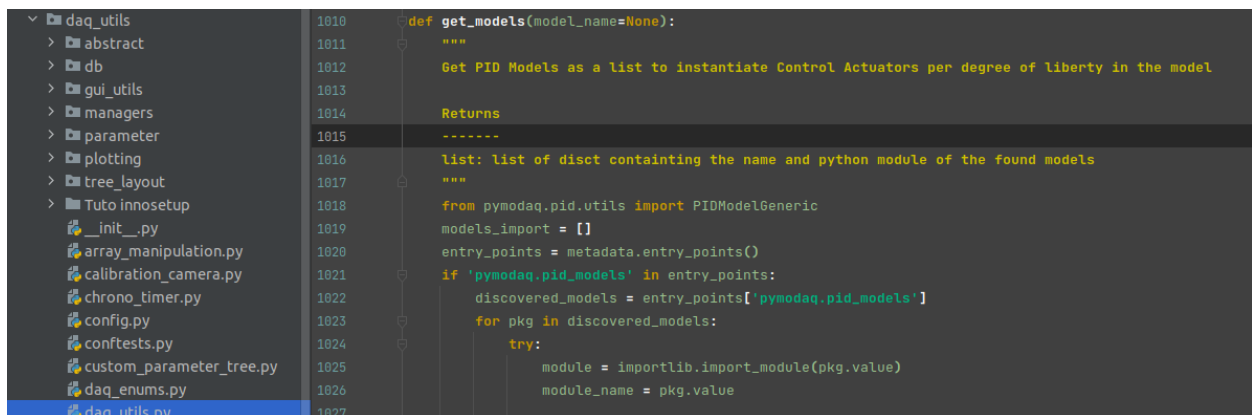 daq_utils
abstract
db
gui_utils
managers
parameter
plotting
tree_layout
Tuto innosetup
__init__.py
array_manipulation.py
calibration_camera.py
chrono_timer.py
config.py
conftests.py
custom_parameter_tree.py
daq_enums.py
daq_utils.py
1010 def get_models(model_name=None):
1011 """
1012 Get PID Models as a list to instantiate Control Actuators per degree of liberty in the model
1013
1014 Returns
1015 -------
1016 list: list of disct containting the name and python module of the found models
1017 """
1018 from pymodaq.pid.utils import PIDModelGeneric
1019 models_import = []
1020 entry_points = metadata.entry_points()
1021 if 'pymodaq.pid_models' in entry_points:
1022 discovered_models = entry_points['pymodaq.pid_models']
1023 for pkg in discovered_models:
1024 try:
1025 module = importlib.import_module(pkg.value)
1026 module_name = pkg.value
1027